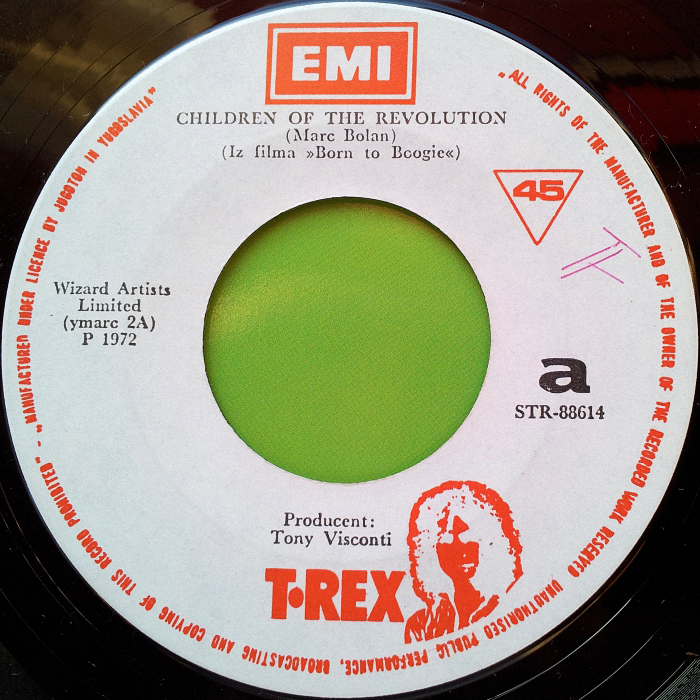 EMI
CHILDREN OF THE REVOLUTION
(Marc Bolan)
(Iz filma »Born to Boogie«)
45
Wizard Artists
Limited
(ymarc 2A)
P 1972
a
STR-88614
Producent:
Tony Visconti
T•REX
„MANUFACTURED UNDER LICENCE BY JUGOTON IN YUGOSLAVIA”
„ALL RIGHTS OF THE MANUFACTURER AND OF THE OWNER OF THE RECORDED WORK RESERVED UNAUTHORISED PUBLIC PERFORMANCE, BROADCASTING AND COPYING OF THIS RECORD PROHIBITED” –